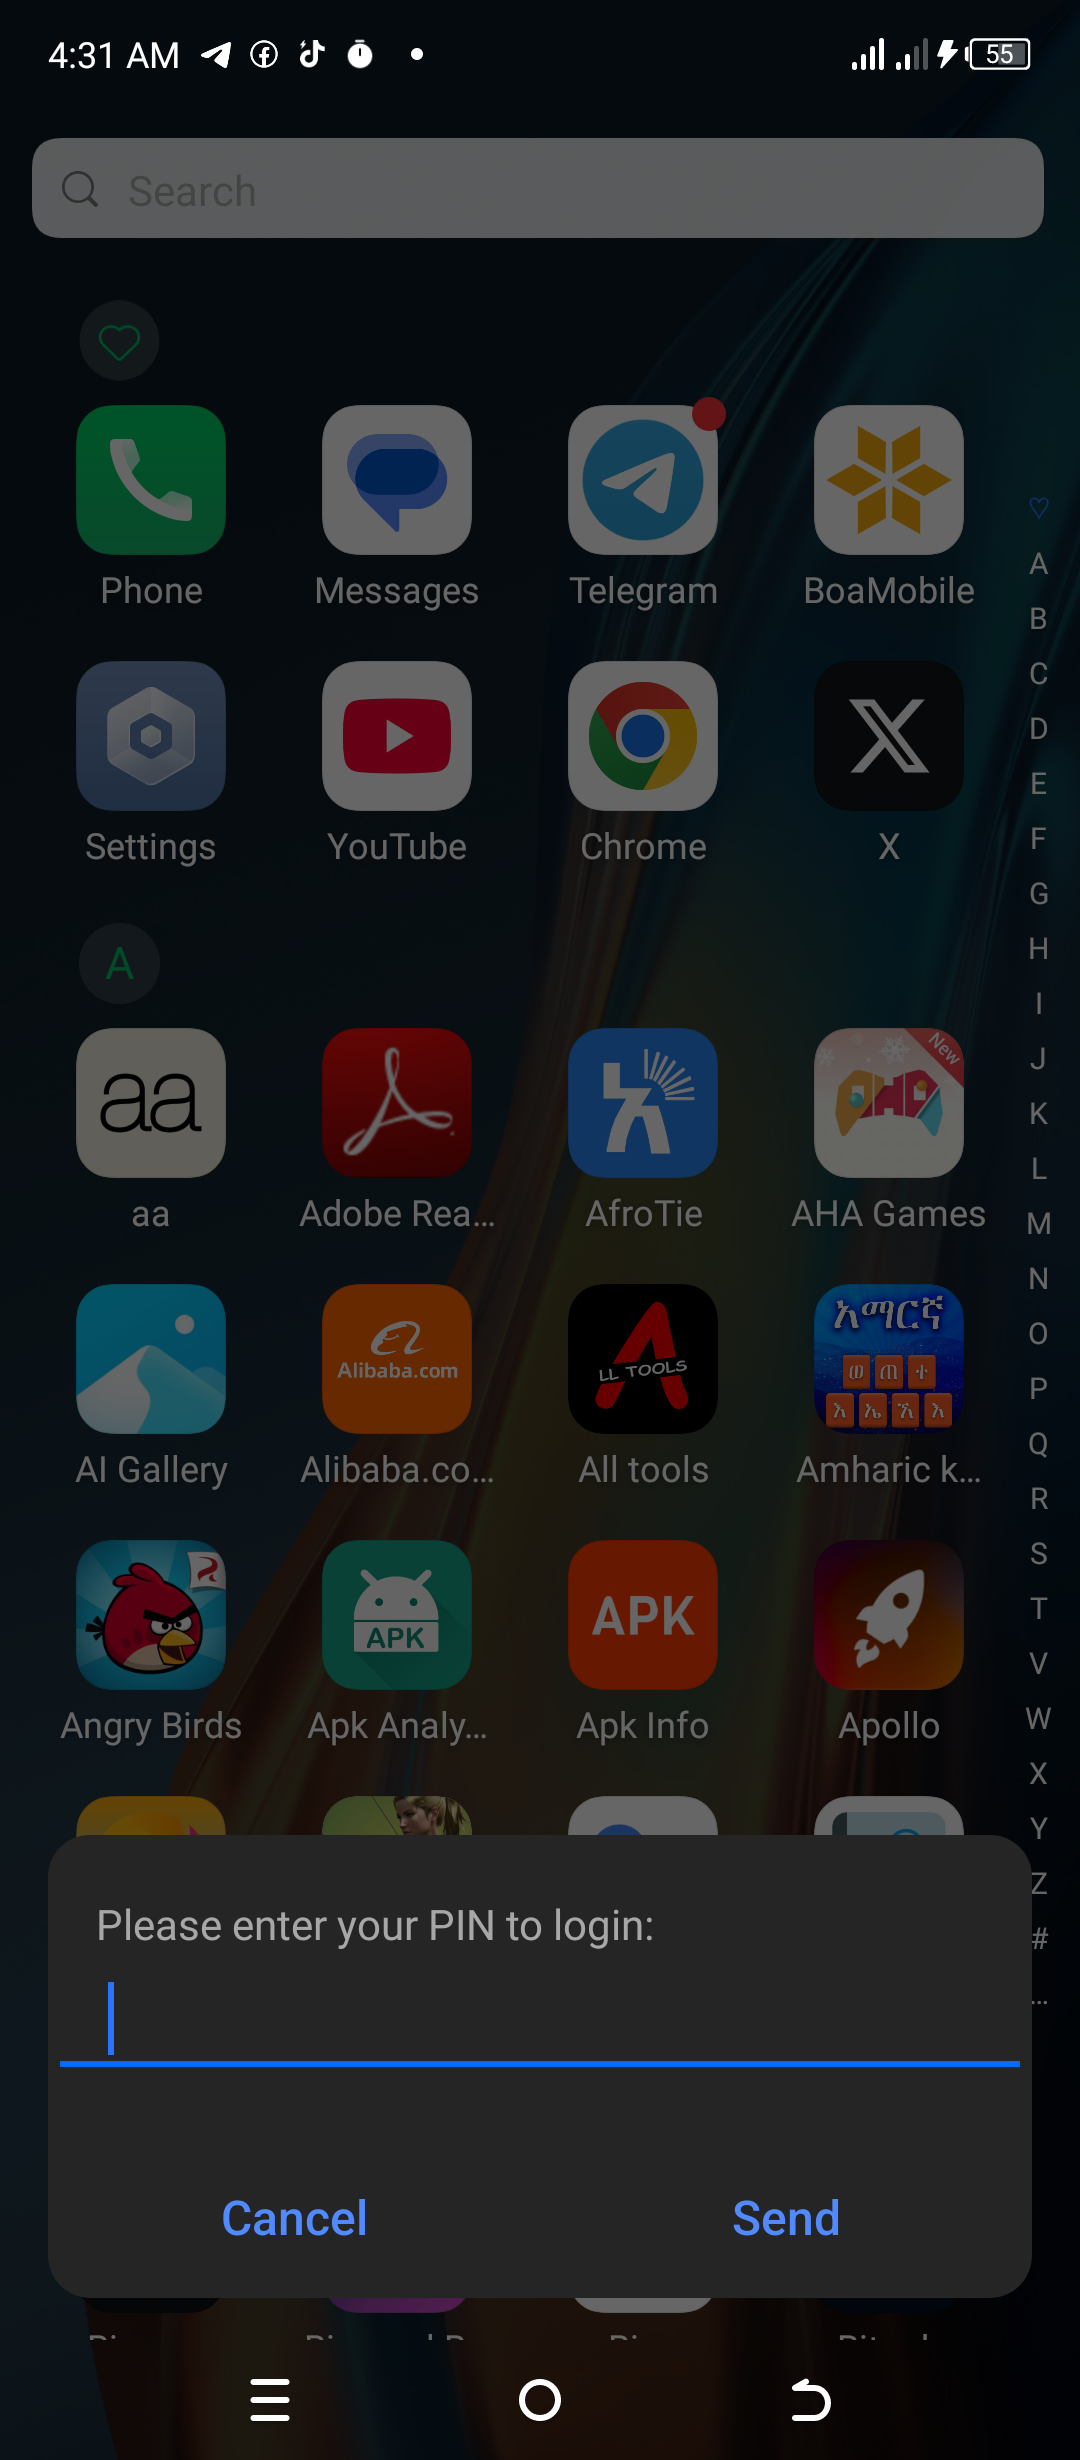 4:31 AM
55
Search
Phone
Messages
Telegram
BoaMobile
Settings
YouTube
Chrome
X
A
aa
aa
Adobe Rea...
አ
AfroTie
New
AHA Games
AI Gallery
Alibaba.com
Alibaba.co...
LL TOOLS
All tools
አማርኛ
ወ ጠ ተ
እ ኤ ኽ እ
Amharic k...
Angry Birds
APK
Apk Analy...
APK
Apk Info
Apollo
A
B
C
D
E
F
G
H
I
J
K
L
M
N
O
P
Q
R
S
T
V
W
X
Y
Z
#
...
Please enter your PIN to login:
Cancel
Send